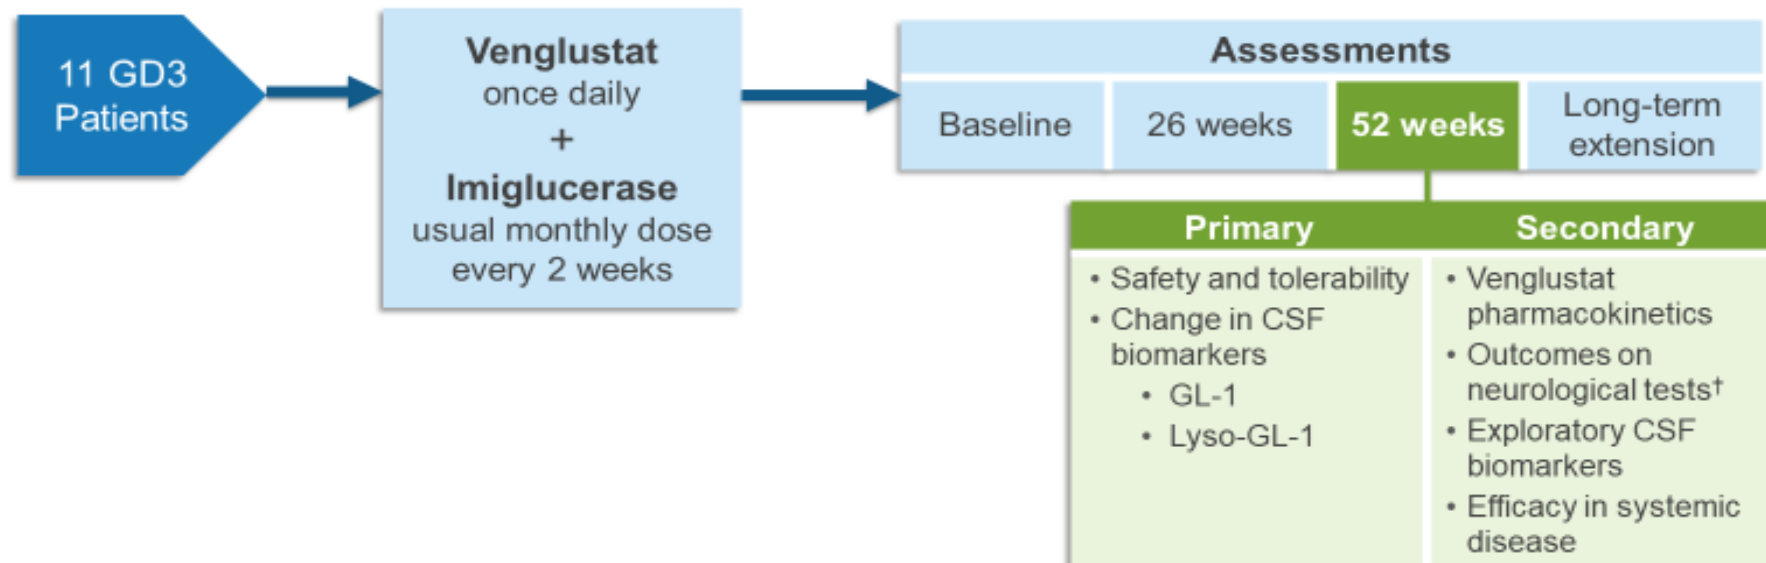 11 GD3
Patients
Venglustat
once daily
+
Imiglucerase
usual monthly dose
every 2 weeks
Assessments
Baseline
26 weeks
52 weeks
Long-term
extension
Primary
• Safety and tolerability
• Change in CSF
biomarkers
• GL-1
• Lyso-GL-1
Secondary
• Venglustat
pharmacokinetics
• Outcomes on
neurological tests†
• Exploratory CSF
biomarkers
• Efficacy in systemic
disease